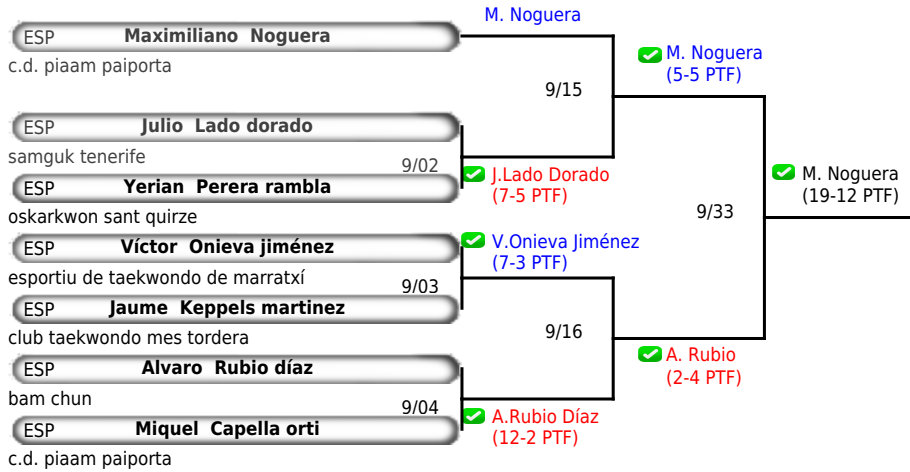 M. Noguera
ESP Maximiliano Noguera
c.d. piaam paiporta
M. Noguera
(5-5 PTF)
9/15
ESP Julio Lado dorado
samguk tenerife
9/02
J.Lado Dorado
(7-5 PTF)
ESP Yerian Perera rambla
oskarkwon sant quirze
M. Noguera
(19-12 PTF)
9/33
ESP Víctor Onieva jiménez
V.Onieva Jiménez
(7-3 PTF)
esportiu de taekwondo de marratxí
9/03
ESP Jaume Keppels martinez
club taekwondo mes tordera
9/16
ESP Alvaro Rubio díaz
A. Rubio
(2-4 PTF)
bam chun
9/04
A.Rubio Díaz
(12-2 PTF)
ESP Miquel Capella orti
c.d. piaam paiporta